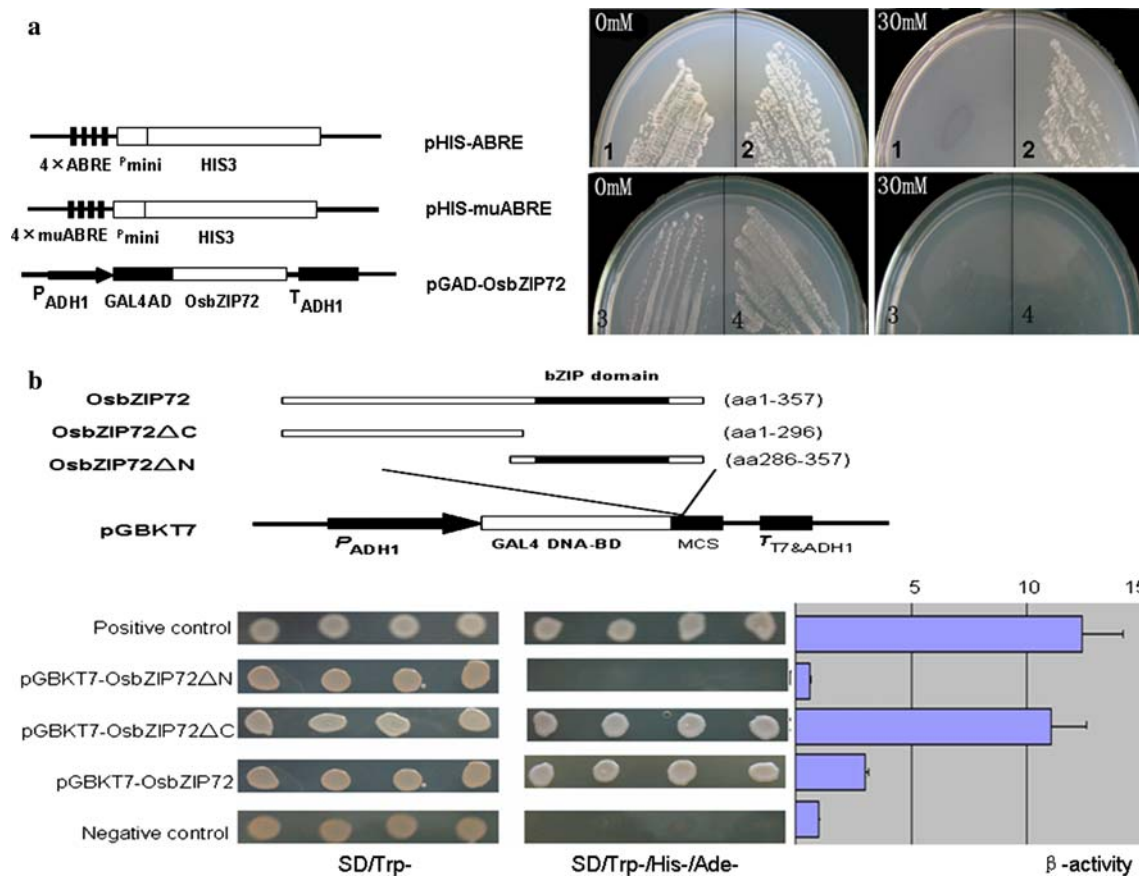 a
0mM
30mM
1
2
1
2
4×ABRE Pmini HIS3
pHIS-ABRE
0mM
30mM
4×muABRE Pmini HIS3
pHIS-muABRE
PADH1 GAL4AD OsbZIP72 TADH1
pGAD-OsbZIP72
3
4
3
4
b
bZIP domain
OsbZIP72
(aa1-357)
OsbZIP72△C
(aa1-296)
OsbZIP72△N
(aa286-357)
pGBKT7
PADH1
GAL4 DNA-BD
MCS
TT7&ADH1
5 10 15
Positive control
pGBKT7-OsbZIP72△N
pGBKT7-OsbZIP72△C
pGBKT7-OsbZIP72
Negative control
SD/Trp-
SD/Trp-/His-/Ade-
β-activity